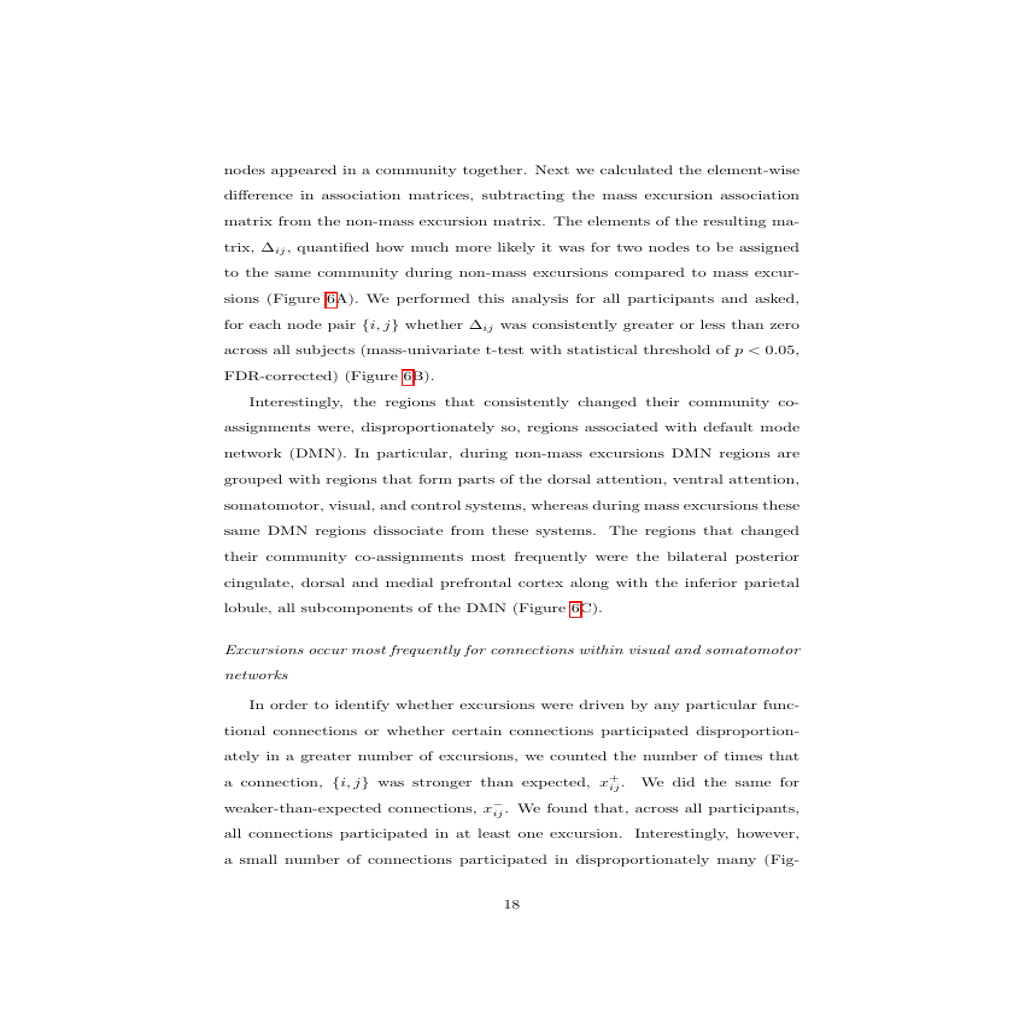 nodes appeared in a community together. Next we calculated the element-wise
difference in association matrices, subtracting the mass excursion association
matrix from the non-mass excursion matrix. The elements of the resulting ma-
trix, Δij, quantified how much more likely it was for two nodes to be assigned
to the same community during non-mass excursions compared to mass excur-
sions (Figure 6A). We performed this analysis for all participants and asked,
for each node pair {i, j} whether Δij was consistently greater or less than zero
across all subjects (mass-univariate t-test with statistical threshold of p < 0.05,
FDR-corrected) (Figure 6B).
Interestingly, the regions that consistently changed their community co-
assignments were, disproportionately so, regions associated with default mode
network (DMN). In particular, during non-mass excursions DMN regions are
grouped with regions that form parts of the dorsal attention, ventral attention,
somatomotor, visual, and control systems, whereas during mass excursions these
same DMN regions dissociate from these systems. The regions that changed
their community co-assignments most frequently were the bilateral posterior
cingulate, dorsal and medial prefrontal cortex along with the inferior parietal
lobule, all subcomponents of the DMN (Figure 6C).
Excursions occur most frequently for connections within visual and somatomotor
networks
In order to identify whether excursions were driven by any particular func-
tional connections or whether certain connections participated disproportion-
ately in a greater number of excursions, we counted the number of times that
a connection, {i, j} was stronger than expected, x⁺ij. We did the same for
weaker-than-expected connections, x⁻ij. We found that, across all participants,
all connections participated in at least one excursion. Interestingly, however,
a small number of connections participated in disproportionately many (Fig-
18